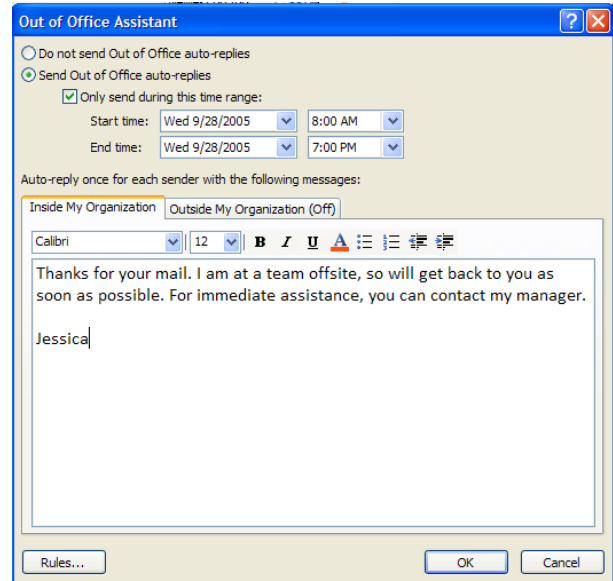 Out of Office Assistant
Do not send Out of Office auto-replies
Send Out of Office auto-replies
Only send during this time range:
Start time: Wed 9/28/2005 8:00 AM
End time: Wed 9/28/2005 7:00 PM
Auto-reply once for each sender with the following messages:
Inside My Organization Outside My Organization (Off)
Calibri 12 B I U A
Thanks for your mail. I am at a team offsite, so will get back to you as
soon as possible. For immediate assistance, you can contact my manager.
Jessica
Rules... OK Cancel